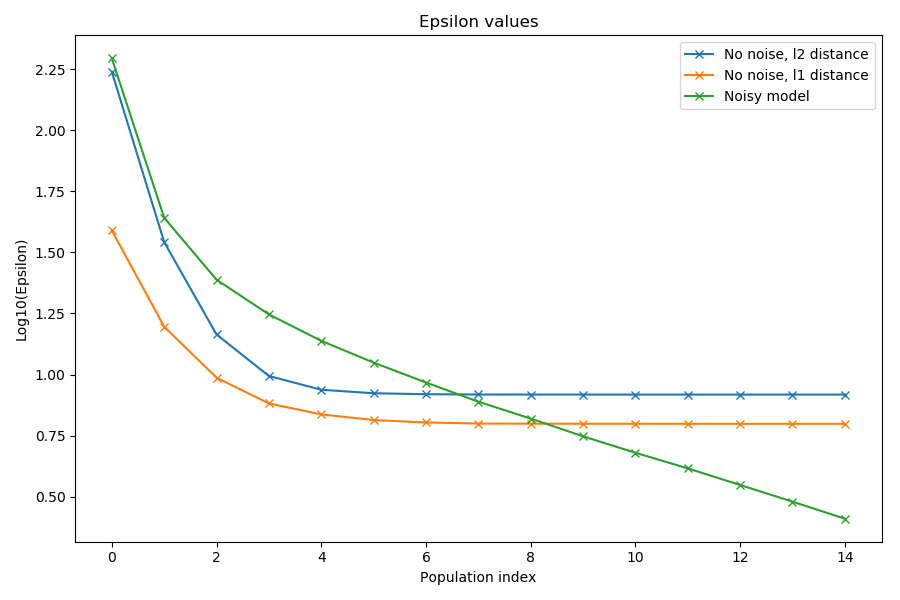 Epsilon values
No noise, l2 distance
No noise, l1 distance
Noisy model
Log10(Epsilon)
2.25
2.00
1.75
1.50
1.25
1.00
0.75
0.50
0 2 4 6 8 10 12 14
Population index